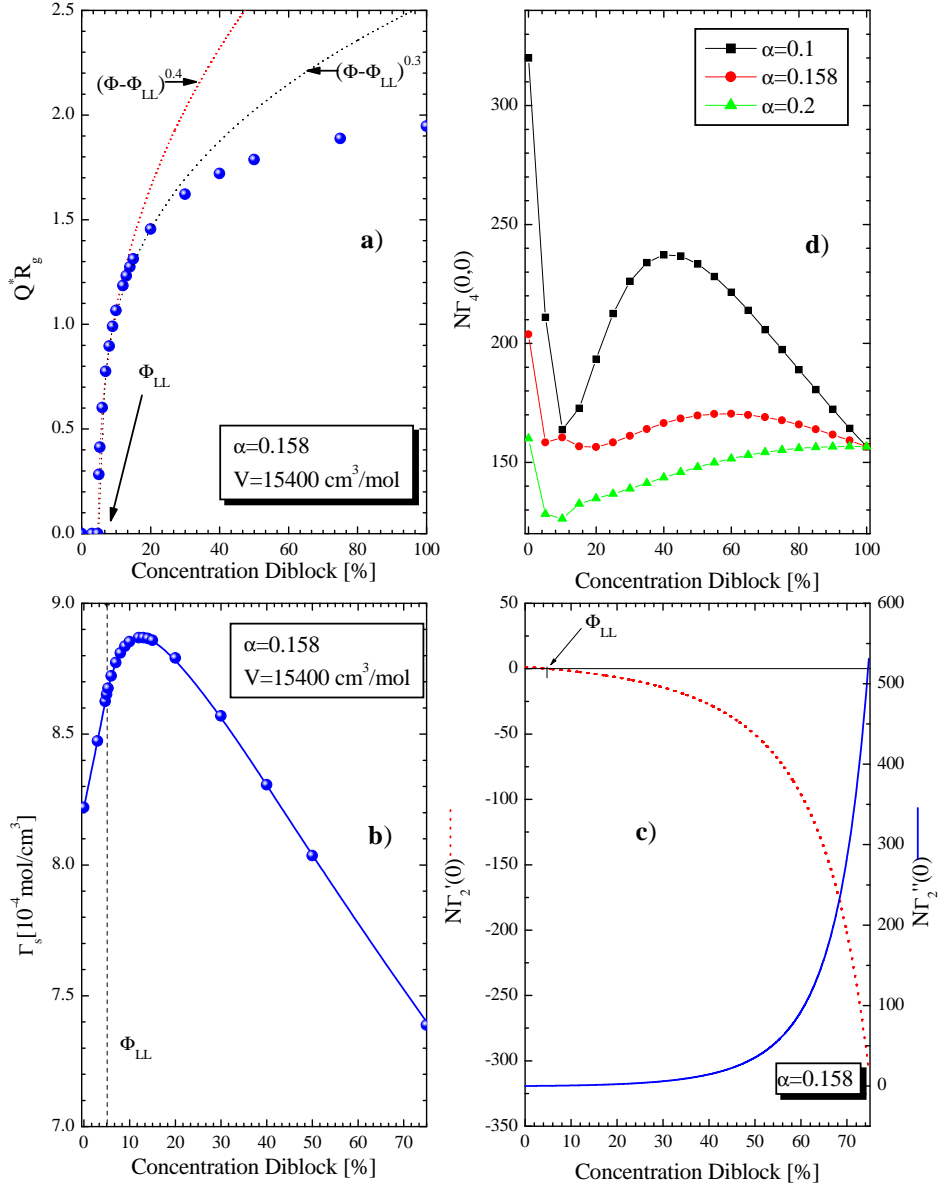 2.5
2.0
1.5
1.0
0.5
0.0
Q*Rg
(Φ-ΦLL)^0.4
(Φ-ΦLL)^0.3
a)
ΦLL
α=0.158
V=15400 cm³/mol
0 20 40 60 80 100
Concentration Diblock [%]
α=0.1
α=0.158
α=0.2
300
250
200
150
NΓ4(0,0)
d)
0 20 40 60 80 100
Concentration Diblock [%]
9.0
8.5
8.0
7.5
7.0
Γs[10⁻⁴mol/cm³]
α=0.158
V=15400 cm³/mol
b)
ΦLL
0 10 20 30 40 50 60 70
Concentration Diblock [%]
50
0
-50
-100
-150
-200
-250
-300
-350
NΓ2'(0)
ΦLL
c)
α=0.158
600
500
400
300
200
100
0
NΓ2''(0)
0 10 20 30 40 50 60 70
Concentration Diblock [%]